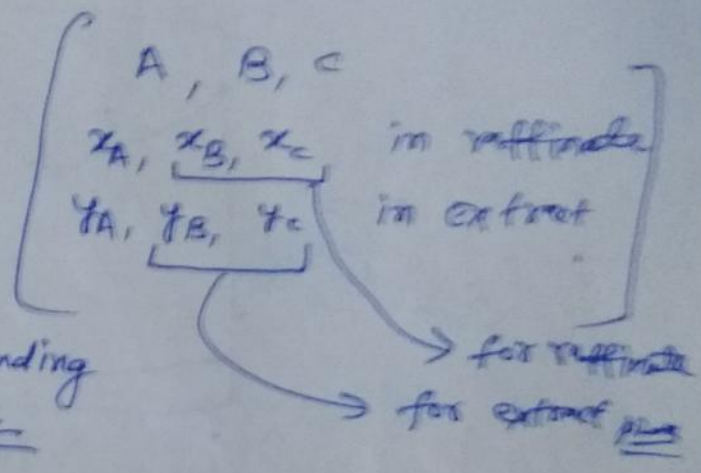 A, B, C
xA, xB, xC in raffinate
yA, yB, yC in extract
for raffinate
nding
for extract